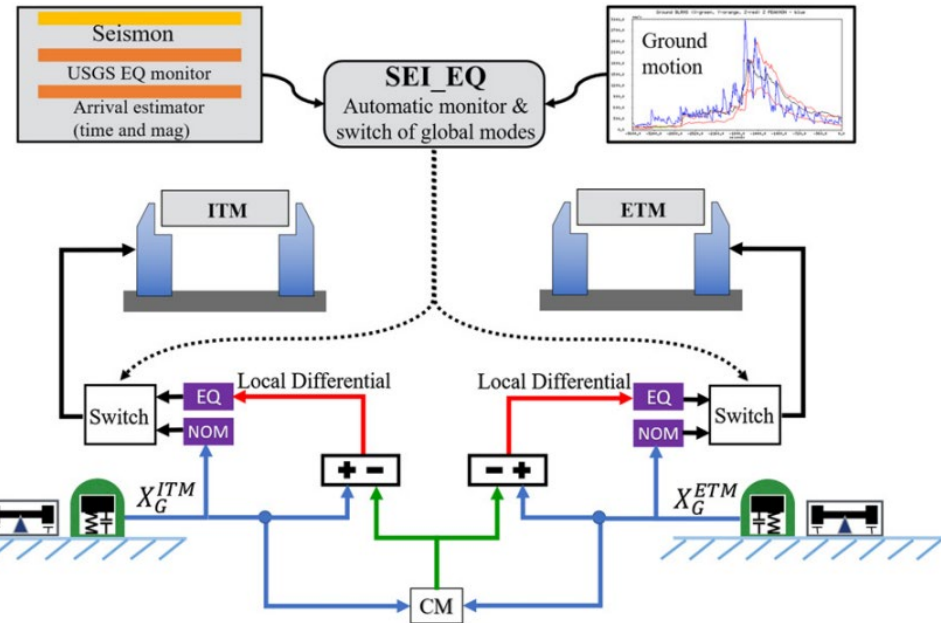 Seismon
USGS EQ monitor
Arrival estimator
(time and mag)
SEI_EQ
Automatic monitor &
switch of global modes
Ground
motion
ITM
ETM
Local Differential
Local Differential
EQ
EQ
Switch
Switch
NOM
NOM
+ -
- +
X_G^{ITM}
X_G^{ETM}
CM